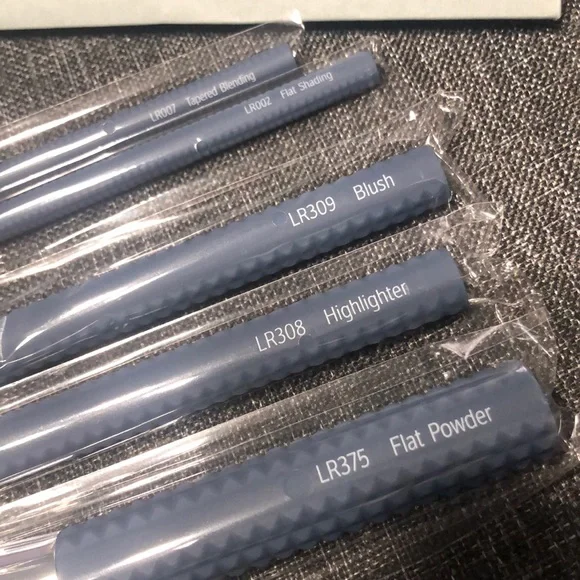 LR007 Tapered Blending
LR002 Flat Shading
LR309 Blush
LR308 Highlighter
LR375 Flat Powder